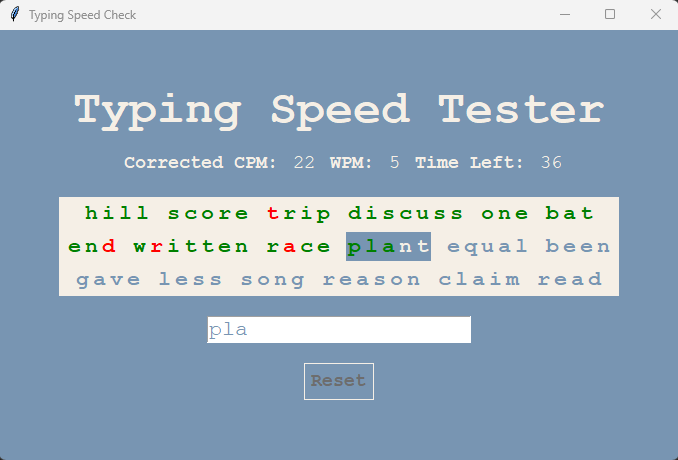 Typing Speed Check
Typing Speed Tester
Corrected CPM: 22 WPM: 5 Time Left: 36
hill score trip discuss one bat
end written race plant equal been
gave less song reason claim read
pla
Reset